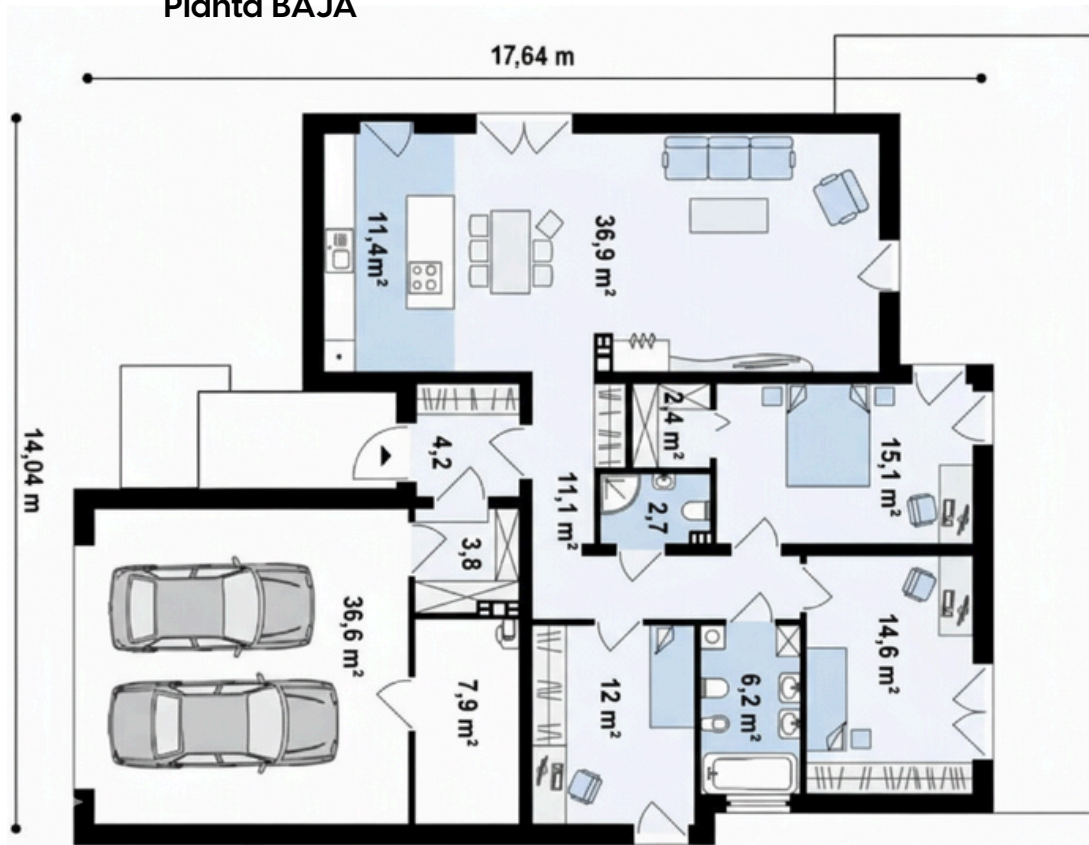 Planta BAJA
17,64 m
14,04 m
11,4m²
36,9 m²
4,2
2,4 m²
15,1 m²
11,1 m²
2,7
3,8
36,6 m²
7,9 m²
12 m²
6,2 m²
14,6 m²